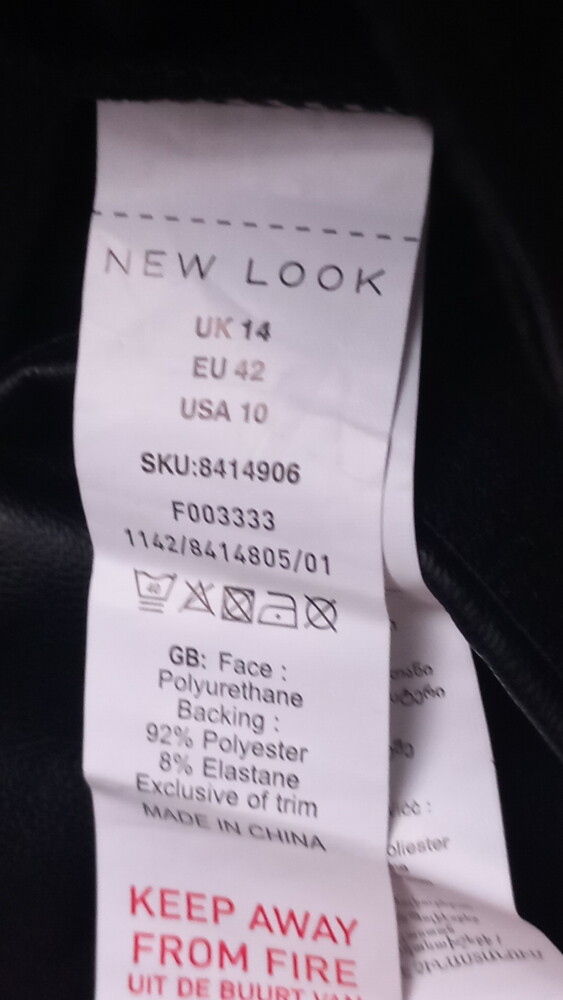 NEW LOOK
UK 14
EU 42
USA 10
SKU:8414906
F003333
1142/8414805/01
40
GB: Face :
Polyurethane
Backing :
92% Polyester
8% Elastane
Exclusive of trim
MADE IN CHINA
KEEP AWAY
FROM FIRE
UIT DE BUURT VAN